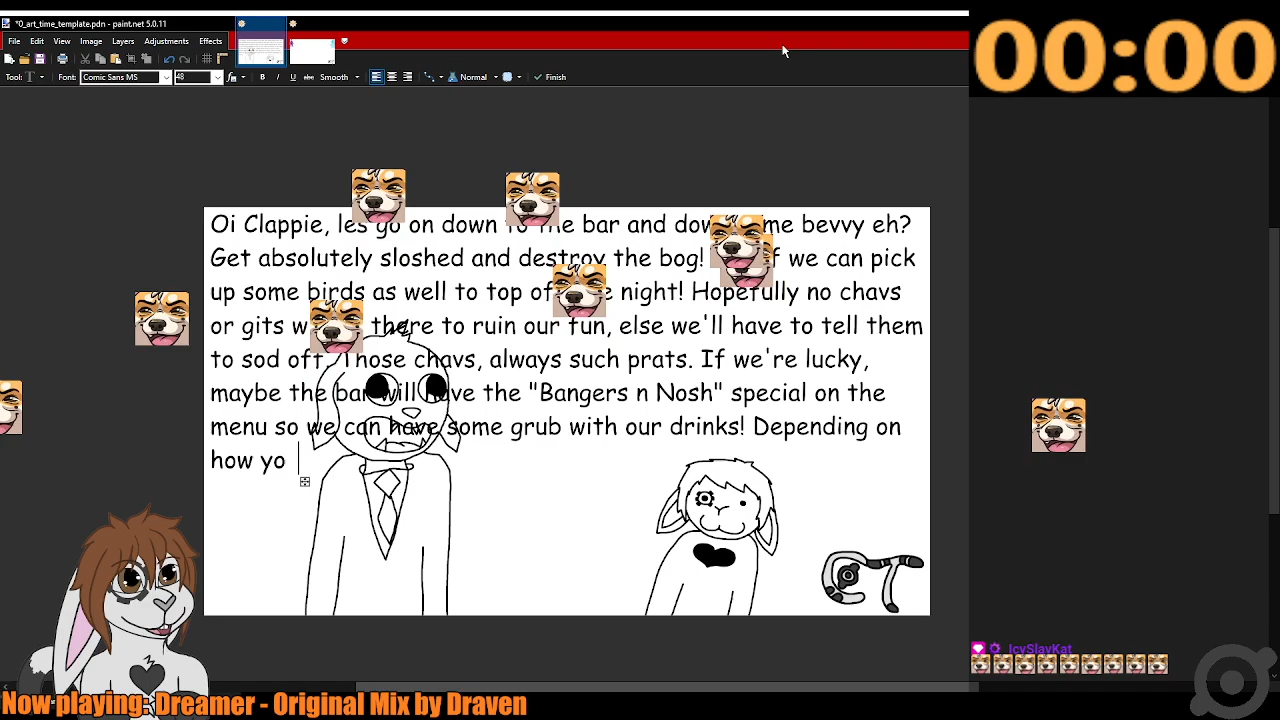 *0_art_time_template.pdn - paint.net 5.0.11
File Edit View Image Layers Adjustments Effects
Tool: T Font: Comic Sans MS 48 B I U abc Smooth Normal Finish
00:00
Oi Clappie, les go on down to the bar and dow me bevvy eh?
Get absolutely sloshed and destroy the bog! f we can pick
up some birds as well to top of night! Hopefully no chavs
or gits w there to ruin our fun, else we'll have to tell them
to sod off. Those chavs, always such prats. If we're lucky,
maybe the bar will have the "Bangers n Nosh" special on the
menu so we can have some grub with our drinks! Depending on
how yo
CT
IcySlavKat
Now playing: Dreamer - Original Mix by Draven